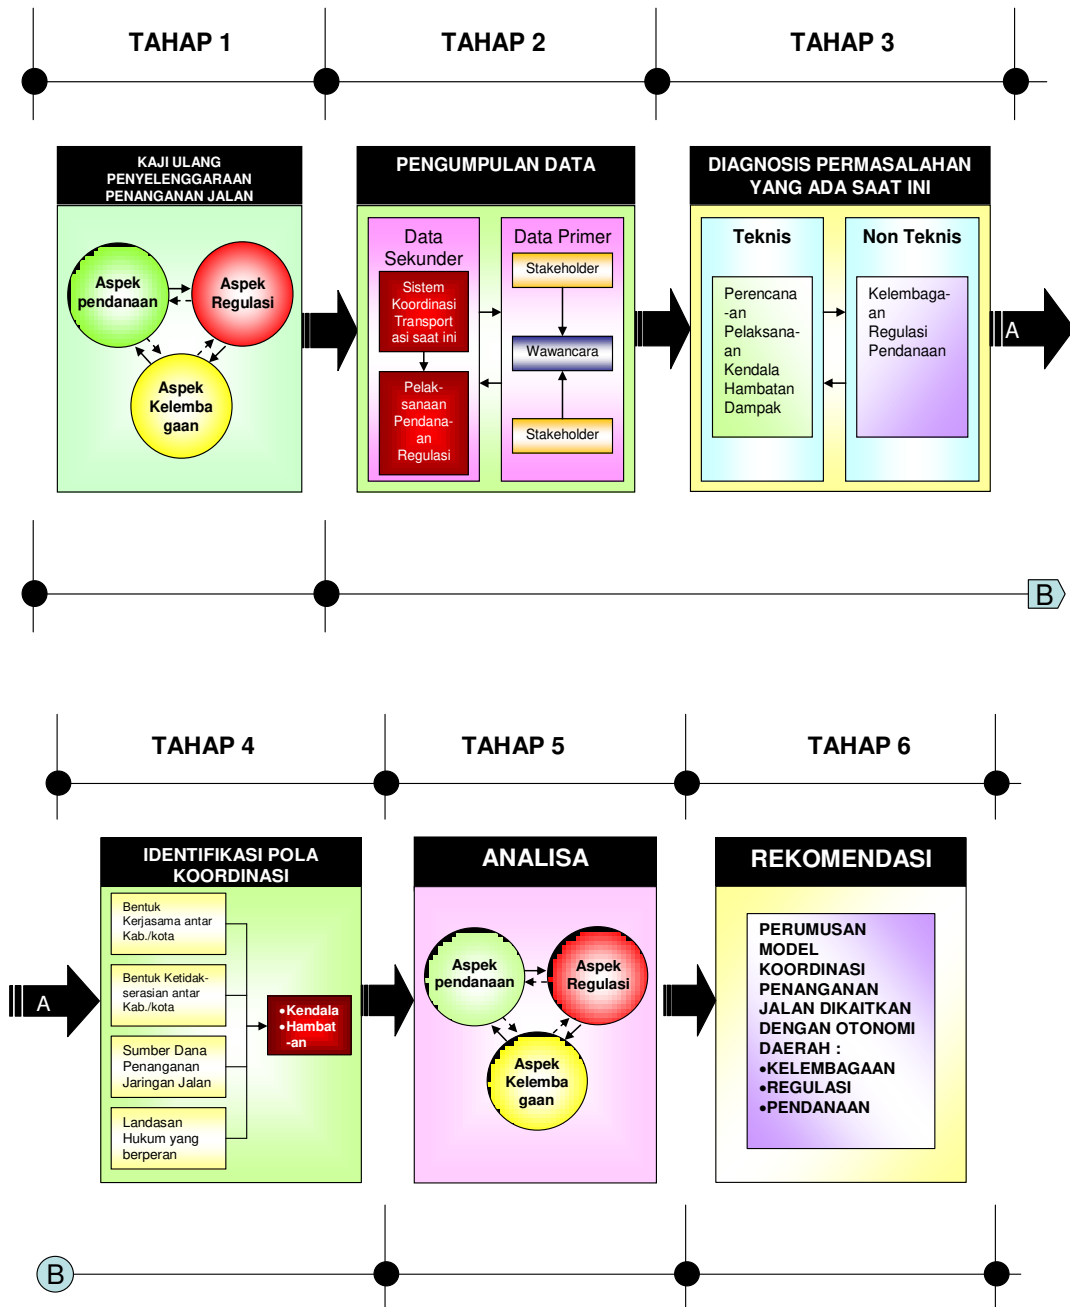 TAHAP 1
TAHAP 2
TAHAP 3
KAJI ULANG
PENYELENGGARAAN
PENANGANAN JALAN
Aspek
pendanaan
Aspek
Regulasi
Aspek
Kelemba
gaan
PENGUMPULAN DATA
Data
Sekunder
Sistem
Koordinasi
Transport
asi saat ini
Pelak-
sanaan
Pendana-
an
Regulasi
Data Primer
Stakeholder
Wawancara
Stakeholder
DIAGNOSIS PERMASALAHAN
YANG ADA SAAT INI
Teknis
Perencana
-an
Pelaksana-
an
Kendala
Hambatan
Dampak
Non Teknis
Kelembaga-
an
Regulasi
Pendanaan
A
B
TAHAP 4
TAHAP 5
TAHAP 6
A
IDENTIFIKASI POLA
KOORDINASI
Bentuk
Kerjasama antar
Kab./kota
Bentuk Ketidak-
serasian antar
Kab./kota
Sumber Dana
Penanganan
Jaringan Jalan
Landasan
Hukum yang
berperan
•Kendala
•Hambat
-an
ANALISA
Aspek
pendanaan
Aspek
Regulasi
Aspek
Kelemba
gaan
REKOMENDASI
PERUMUSAN
MODEL
KOORDINASI
PENANGANAN
JALAN DIKAITKAN
DENGAN OTONOMI
DAERAH :
•KELEMBAGAAN
•REGULASI
•PENDANAAN
B